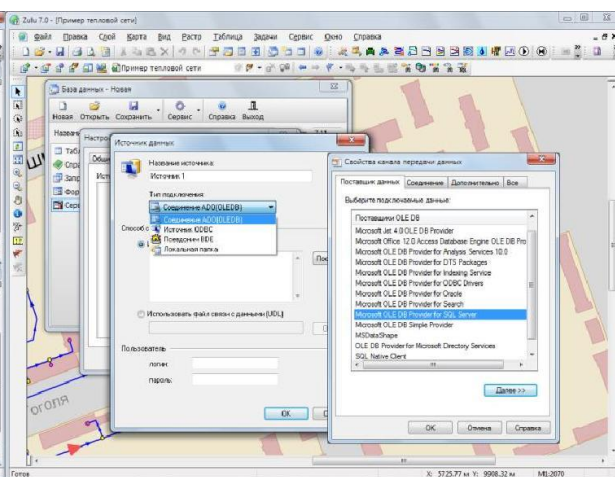 Zulu 7.0 - [Пример тепловой сети]
Файл Правка Слой Карта Вид Растр Таблица Задачи Сервис Окно Справка
Пример тепловой сети
База данных - Новая
Новая Открыть Сохранить Сервис Справка Выход
Источник данных
Название источника:
Источник 1
Тип подключения:
Соединение ADO(OLEDB)
Соединение ADO(OLEDB)
Источник ODBC
Псевдоним BDE
Локальная папка
Использовать файл связи с данными (UDL)
Пользователь
логин:
пароль:
OK
Свойства канала передачи данных
Поставщик данных Соединение Дополнительно Все
Выберите подключаемые данные:
Поставщики OLE DB
Microsoft Jet 4.0 OLE DB Provider
Microsoft Office 12.0 Access Database Engine OLE DB Pro
Microsoft OLE DB Provider for Analysis Services 10.0
Microsoft OLE DB Provider for DTS Packages
Microsoft OLE DB Provider for Indexing Service
Microsoft OLE DB Provider for ODBC Drivers
Microsoft OLE DB Provider for Oracle
Microsoft OLE DB Provider for Search
Microsoft OLE DB Provider for SQL Server
Microsoft OLE DB Simple Provider
MSDataShape
OLE DB Provider for Microsoft Directory Services
SQL Native Client
Далее >>
OK Отмена Справка
оголя
Готов X: 5725.77 м Y: 9908.32 м M1:2070